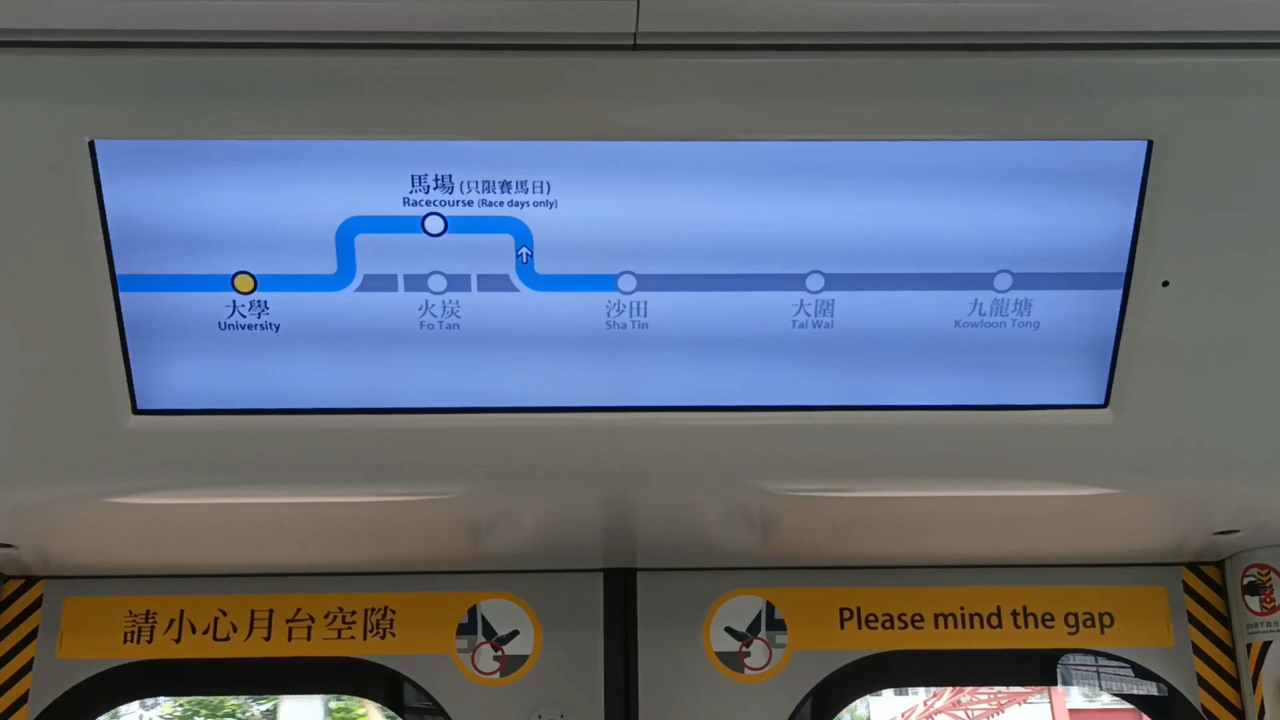 馬場 (只限賽馬日)
Racecourse (Race days only)
大學
University
火炭
Fo Tan
沙田
Sha Tin
大圍
Tai Wai
九龍塘
Kowloon Tong
請小心月台空隙
Please mind the gap